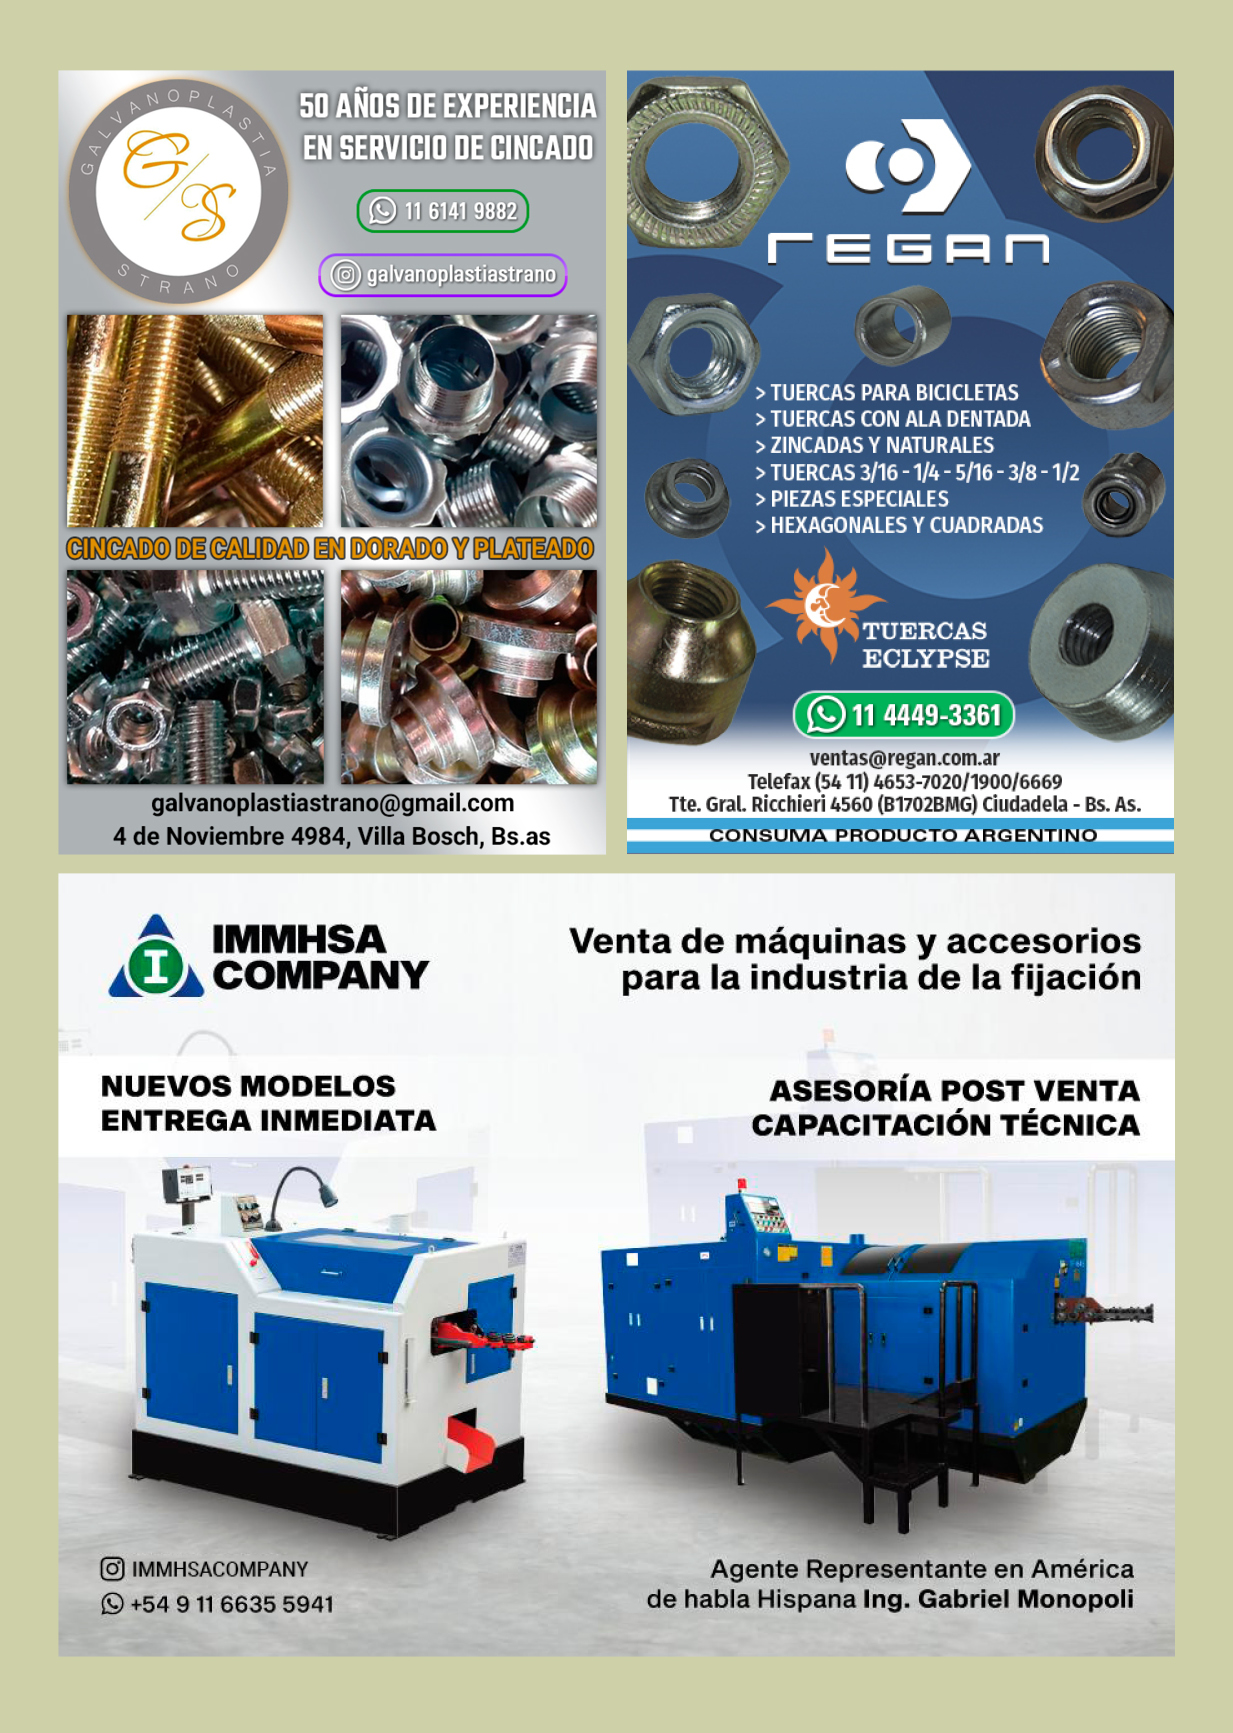 GALVANOPLASTIA
G/S
STRANO
50 AÑOS DE EXPERIENCIA
EN SERVICIO DE CINCADO
11 6141 9882
galvanoplastiastrano
CINCADO DE CALIDAD EN DORADO Y PLATEADO
galvanoplastiastrano@gmail.com
4 de Noviembre 4984, Villa Bosch, Bs.as
REGAN
> TUERCAS PARA BICICLETAS
> TUERCAS CON ALA DENTADA
> ZINCADAS Y NATURALES
> TUERCAS 3/16 - 1/4 - 5/16 - 3/8 - 1/2
> PIEZAS ESPECIALES
> HEXAGONALES Y CUADRADAS
TUERCAS
ECLYPSE
11 4449-3361
ventas@regan.com.ar
Telefax (54 11) 4653-7020/1900/6669
Tte. Gral. Ricchieri 4560 (B1702BMG) Ciudadela - Bs. As.
CONSUMA PRODUCTO ARGENTINO
I
IMMHSA
COMPANY
Venta de máquinas y accesorios
para la industria de la fijación
NUEVOS MODELOS
ENTREGA INMEDIATA
ASESORÍA POST VENTA
CAPACITACIÓN TÉCNICA
IMMHSACOMPANY
+54 9 11 6635 5941
Agente Representante en América
de habla Hispana Ing. Gabriel Monopoli